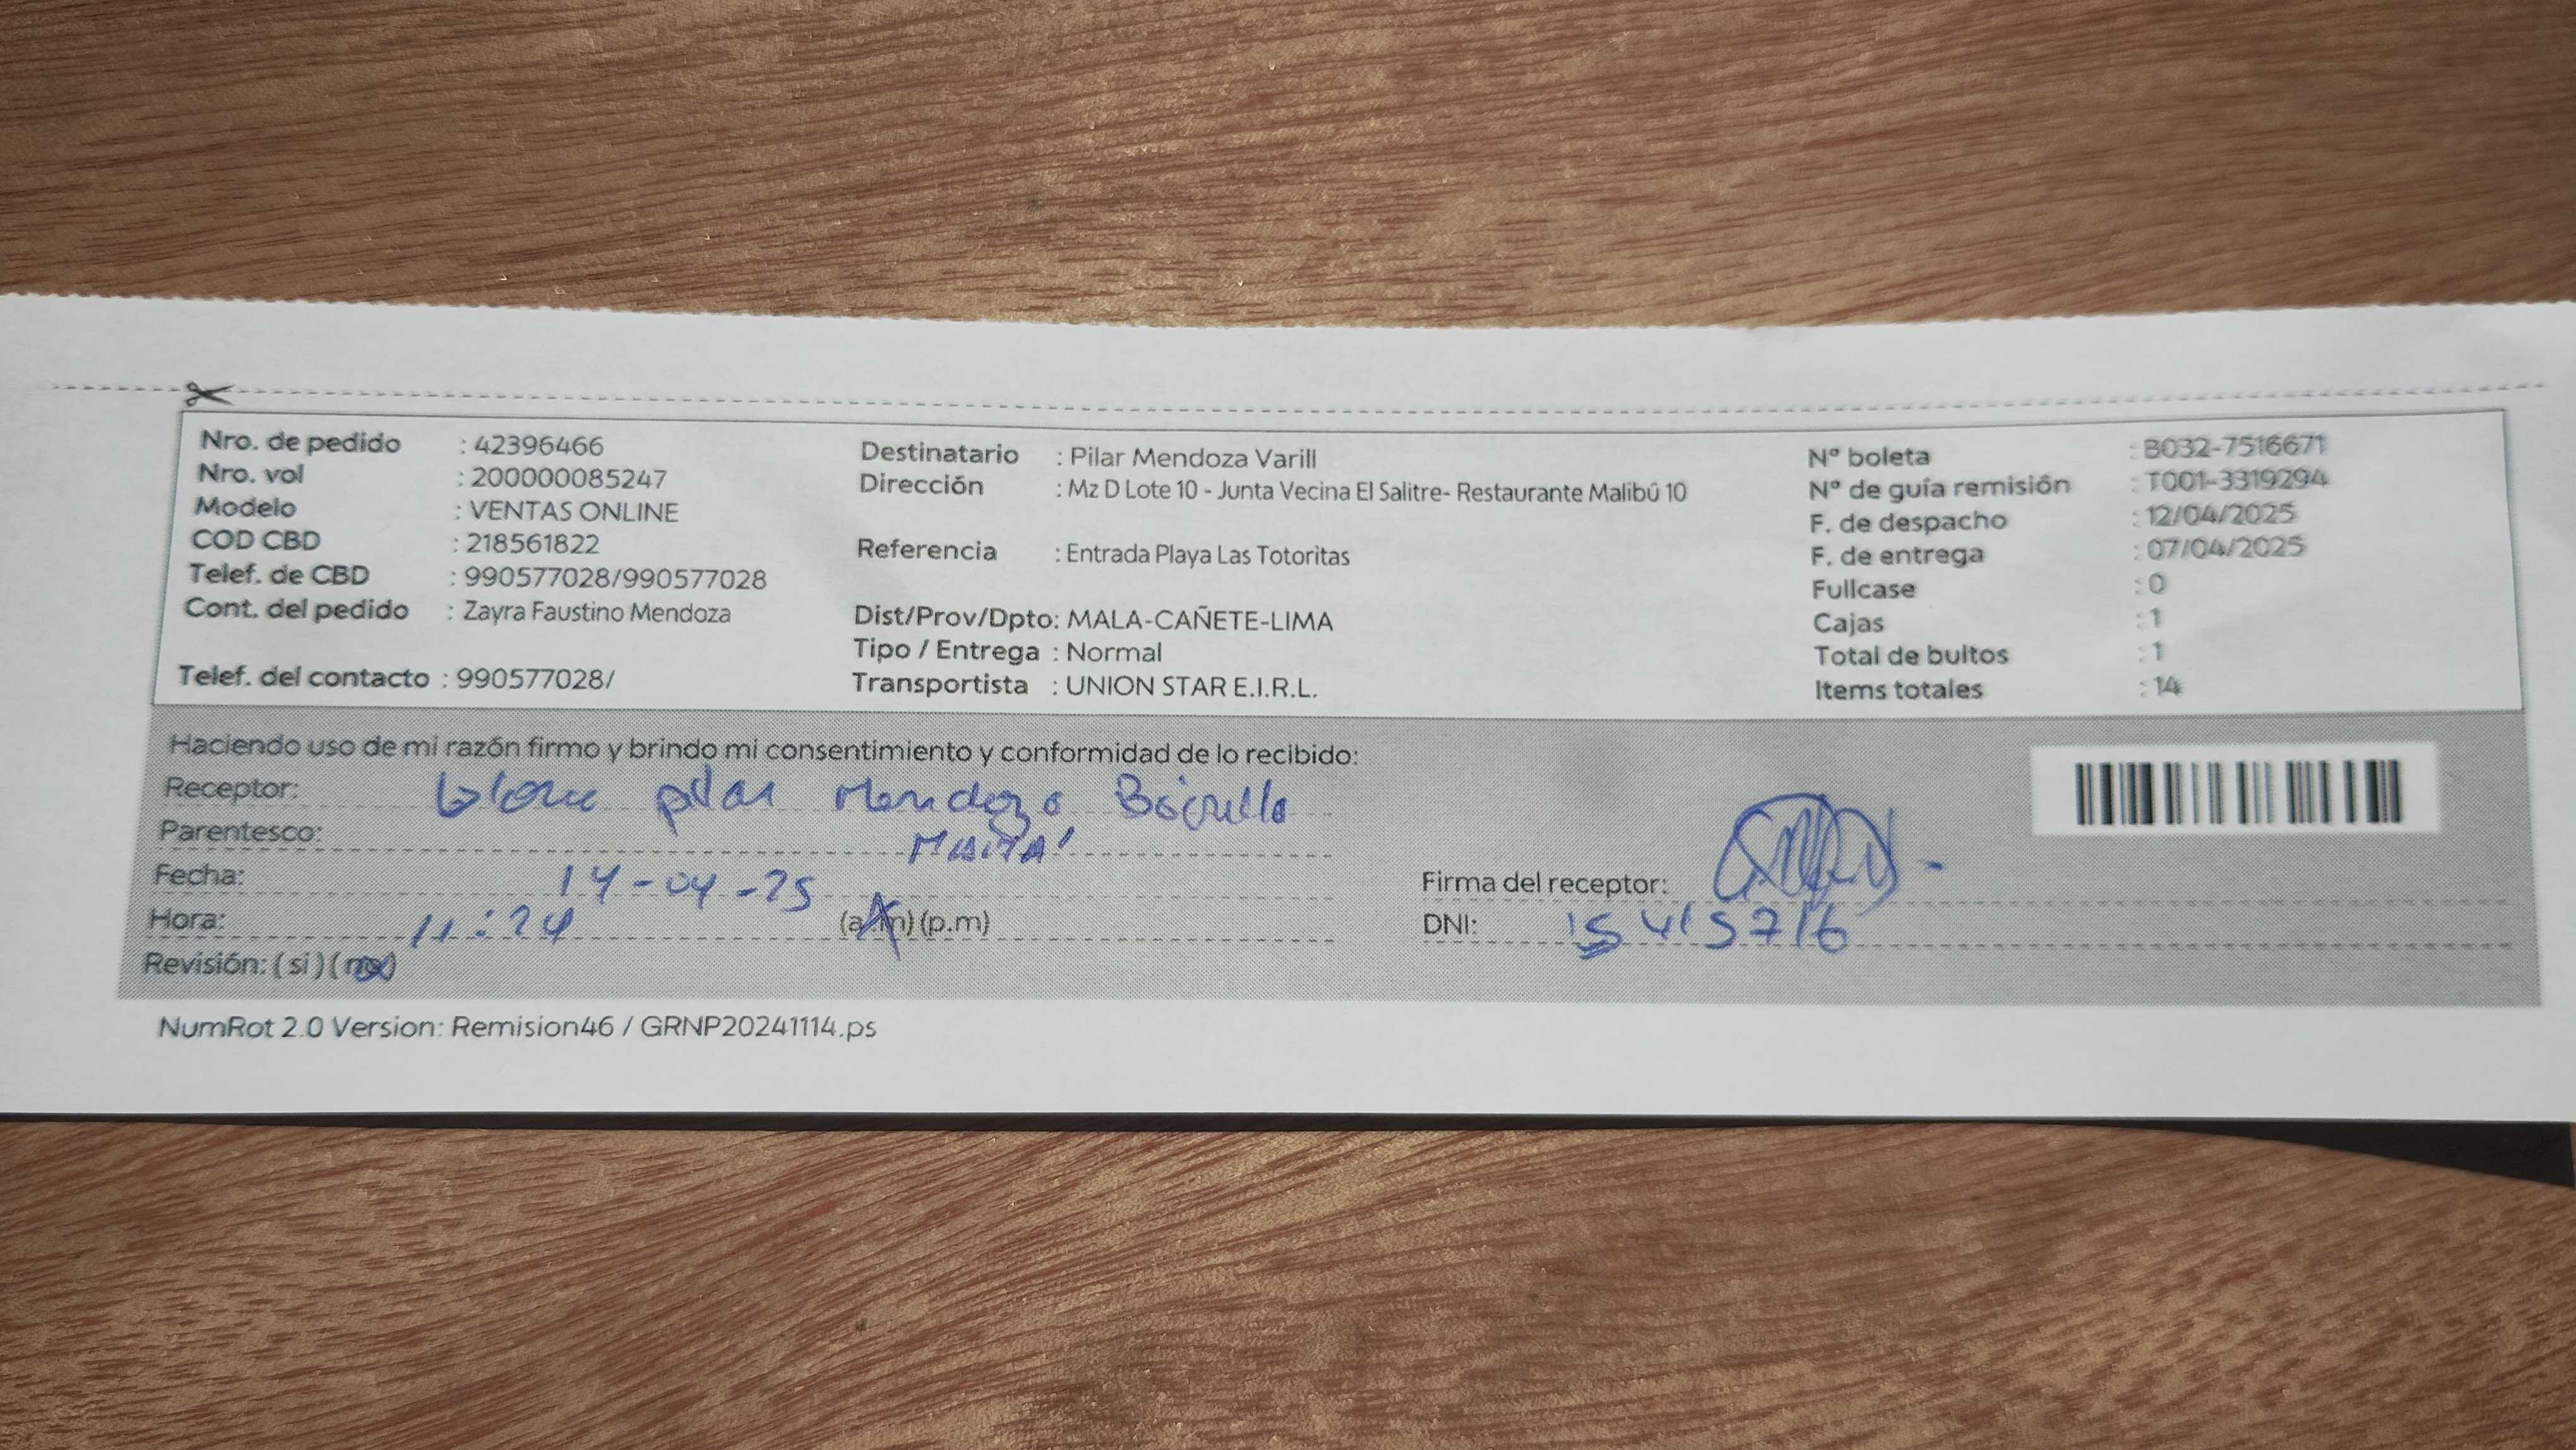 Nro. de pedido : 42396466
Nro. vol : 200000085247
Modelo : VENTAS ONLINE
COD CBD : 218561822
Telef. de CBD : 990577028/990577028
Cont. del pedido : Zayra Faustino Mendoza
Telef. del contacto : 990577028/
Destinatario : Pilar Mendoza Varill
Dirección : Mz D Lote 10 - Junta Vecina El Salitre- Restaurante Malibú 10
Referencia : Entrada Playa Las Totoritas
Dist/Prov/Dpto: MALA-CAÑETE-LIMA
Tipo / Entrega : Normal
Transportista : UNION STAR E.I.R.L.
Nº boleta : B032-7516671
Nº de guía remisión : T001-3319294
F. de despacho : 12/04/2025
F. de entrega : 07/04/2025
Fullcase : 0
Cajas : 1
Total de bultos : 1
Items totales : 14
Haciendo uso de mi razón firmo y brindo mi consentimiento y conformidad de lo recibido:
Receptor: pilar Mendoza
Parentesco: MAMÁ
Fecha: 14-04-25
Hora: 11:24 (a.m) (p.m)
Revisión: (si) (no)
Firma del receptor:
DNI:
NumRot 2.0 Version: Remision46 / GRNP20241114.ps